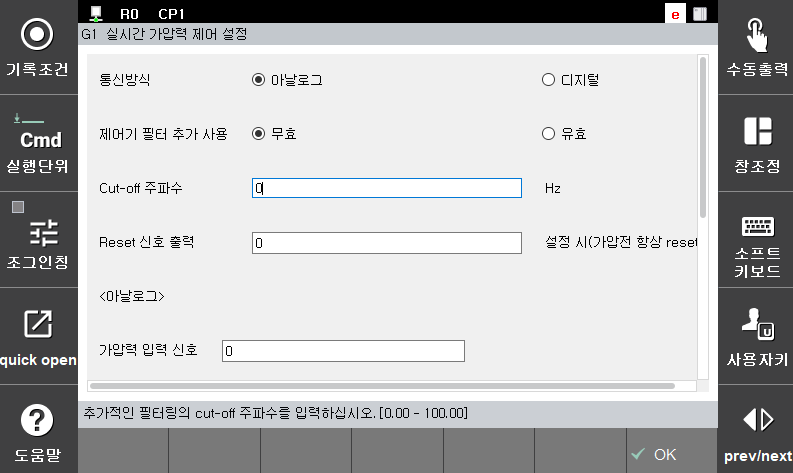 R0 CP1 e
G1 실시간 가압력 제어 설정
기록조건
Cmd
실행단위
조그인칭
quick open
도움말
통신방식 아날로그 디지털
제어기 필터 추가 사용 무효 유효
Cut-off 주파수 0 Hz
Reset 신호 출력 0 설정 시(가압전 항상 reset
<아날로그>
가압력 입력 신호 0
추가적인 필터링의 cut-off 주파수를 입력하십시오. [0.00 - 100.00]
OK
수동출력
창조정
소프트
키보드
U
사용자키
prev/next